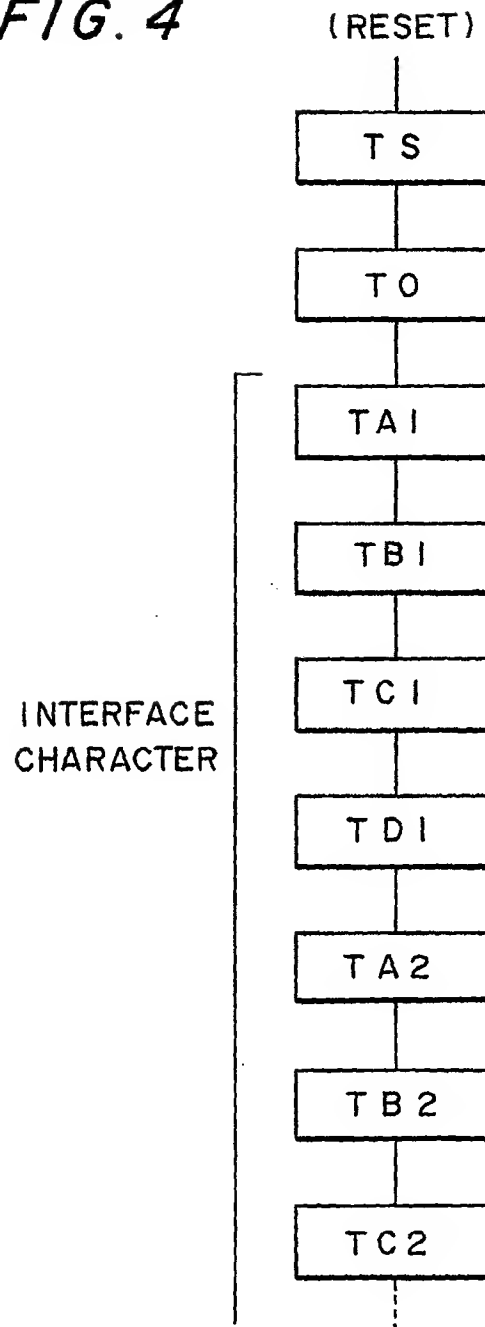 FIG. 4
(RESET)
TS
T0
TA1
TB1
TC1
TD1
TA2
TB2
TC2
INTERFACE
CHARACTER